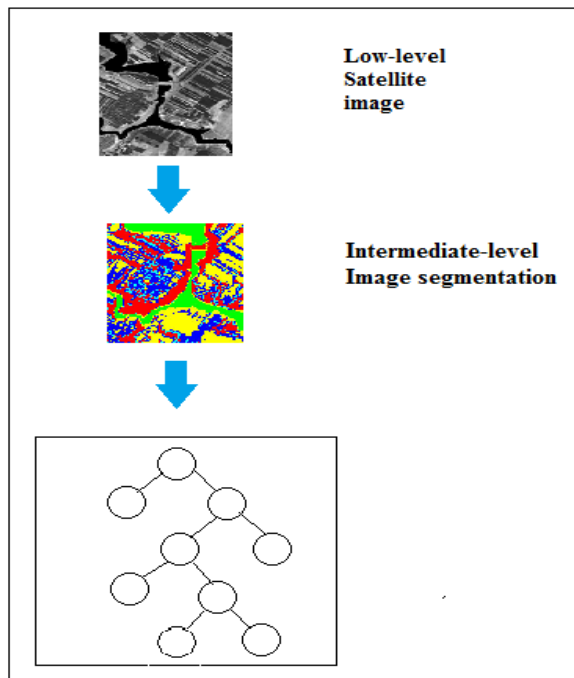 Low-level
Satellite
image
Intermediate-level
Image segmentation